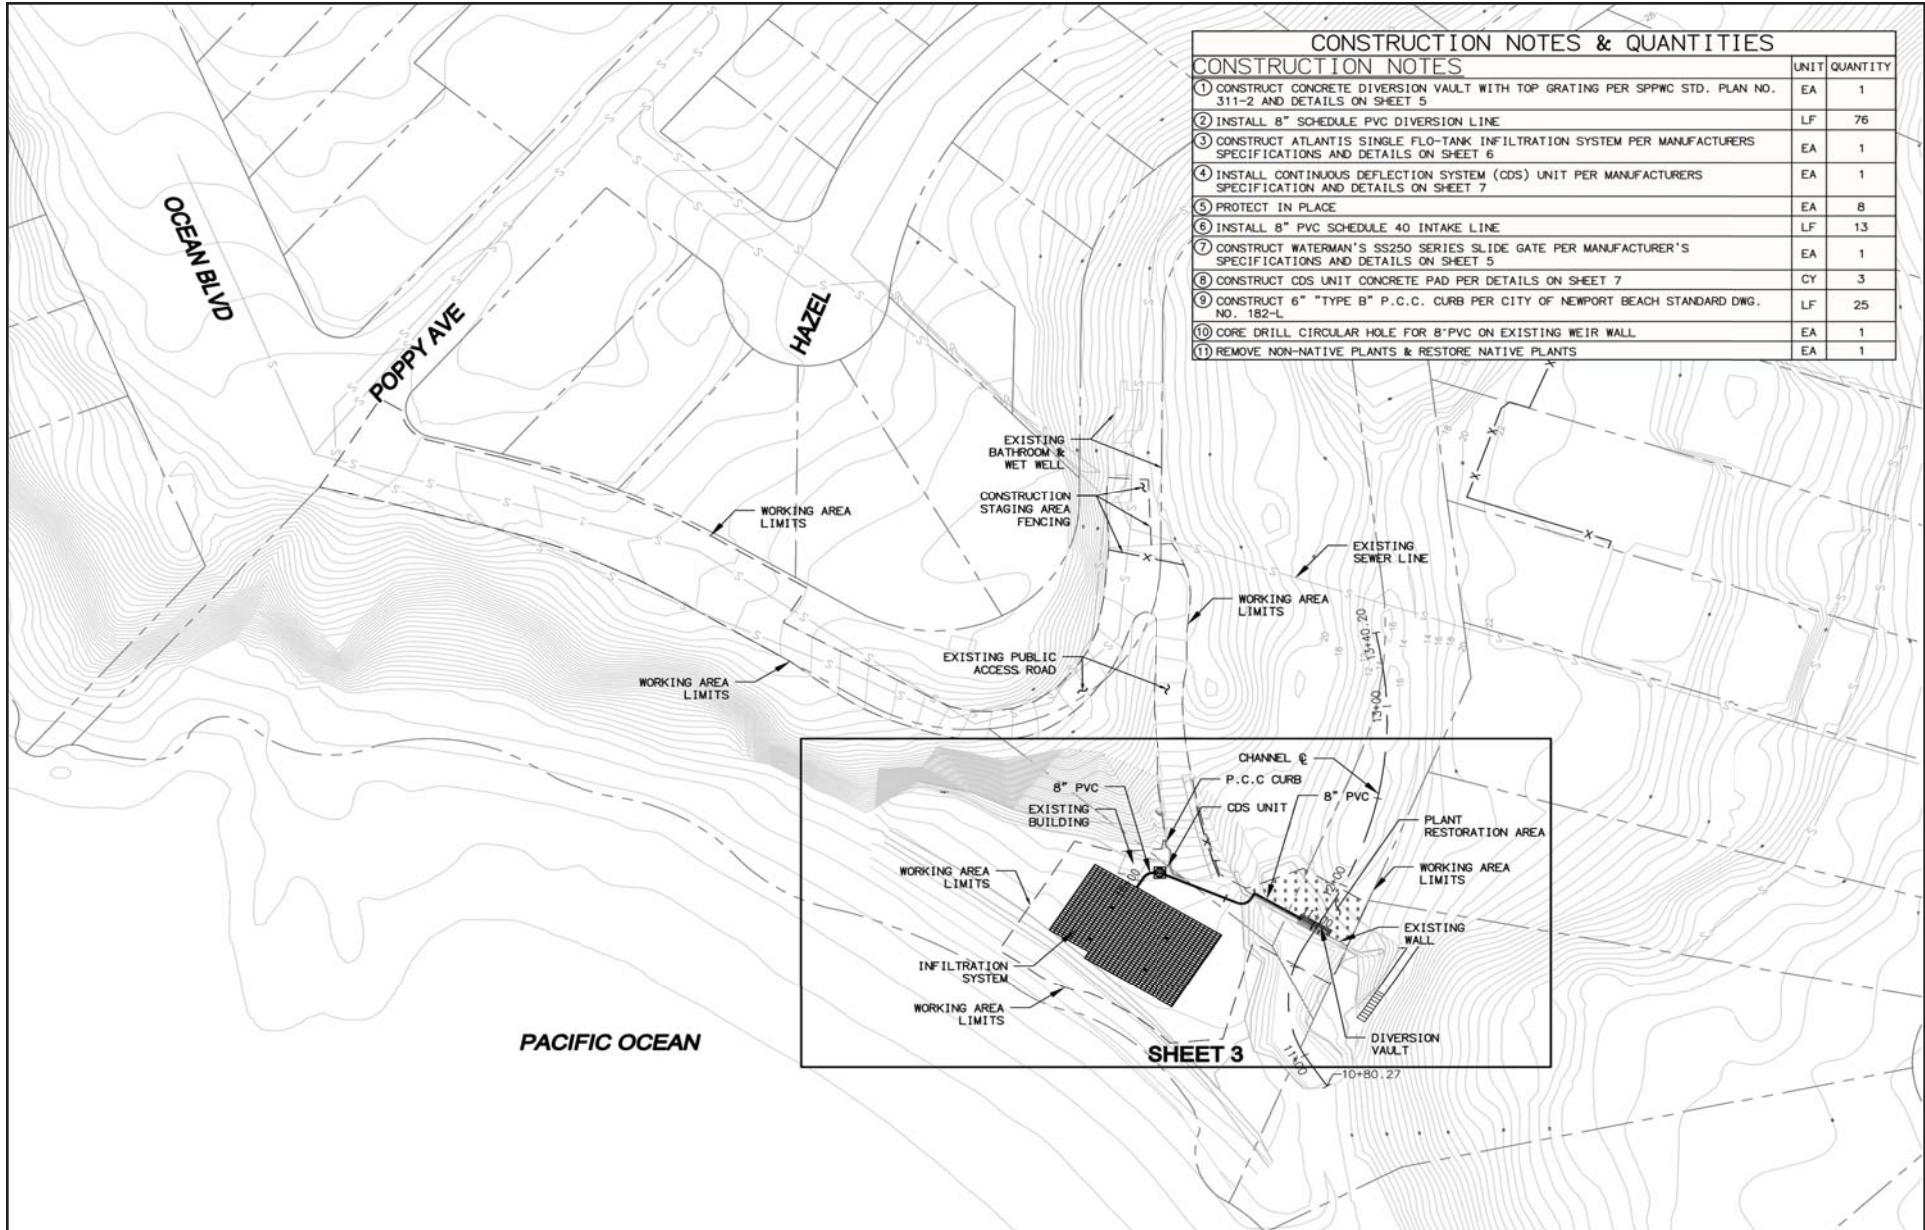 CONSTRUCTION NOTES & QUANTITIES
CONSTRUCTION NOTES UNIT QUANTITY
1 CONSTRUCT CONCRETE DIVERSION VAULT WITH TOP GRATING PER SPPWC STD. PLAN NO. EA 1
311-2 AND DETAILS ON SHEET 5
2 INSTALL 8" SCHEDULE PVC DIVERSION LINE LF 76
3 CONSTRUCT ATLANTIS SINGLE FLO-TANK INFILTRATION SYSTEM PER MANUFACTURERS EA 1
SPECIFICATIONS AND DETAILS ON SHEET 6
4 INSTALL CONTINUOUS DEFLECTION SYSTEM (CDS) UNIT PER MANUFACTURERS EA 1
SPECIFICATION AND DETAILS ON SHEET 7
5 PROTECT IN PLACE EA 8
6 INSTALL 8" PVC SCHEDULE 40 INTAKE LINE LF 13
7 CONSTRUCT WATERMAN'S SS250 SERIES SLIDE GATE PER MANUFACTURER'S EA 1
SPECIFICATIONS AND DETAILS ON SHEET 5
8 CONSTRUCT CDS UNIT CONCRETE PAD PER DETAILS ON SHEET 7 CY 3
9 CONSTRUCT 6" "TYPE B" P.C.C. CURB PER CITY OF NEWPORT BEACH STANDARD DWG. LF 25
NO. 182-L
10 CORE DRILL CIRCULAR HOLE FOR 8"PVC ON EXISTING WEIR WALL EA 1
11 REMOVE NON-NATIVE PLANTS & RESTORE NATIVE PLANTS EA 1
OCEAN BLVD
POPPY AVE
HAZEL
EXISTING
BATHROOM &
WET WELL
CONSTRUCTION
STAGING AREA
FENCING
WORKING AREA
LIMITS
EXISTING
SEWER LINE
WORKING AREA
LIMITS
13+40.20
EXISTING PUBLIC
ACCESS ROAD
WORKING AREA
LIMITS
13+00
CHANNEL ℄
P.C.C CURB
8" PVC
CDS UNIT
8" PVC
EXISTING
BUILDING
PLANT
RESTORATION AREA
WORKING AREA
LIMITS
WORKING AREA
LIMITS
12+00
EXISTING
WALL
INFILTRATION
SYSTEM
WORKING AREA
LIMITS
DIVERSION
VAULT
SHEET 3
11+00
10+80.27
PACIFIC OCEAN